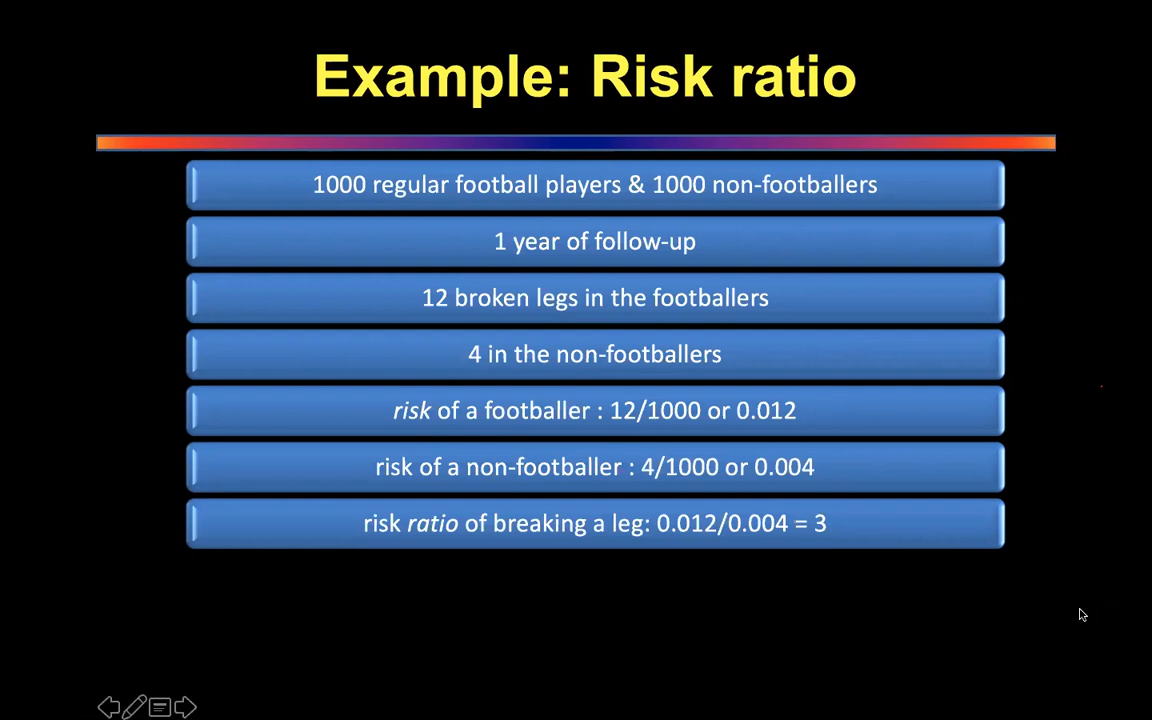 Example: Risk ratio
1000 regular football players & 1000 non-footballers
1 year of follow-up
12 broken legs in the footballers
4 in the non-footballers
risk of a footballer : 12/1000 or 0.012
risk of a non-footballer : 4/1000 or 0.004
risk ratio of breaking a leg: 0.012/0.004 = 3